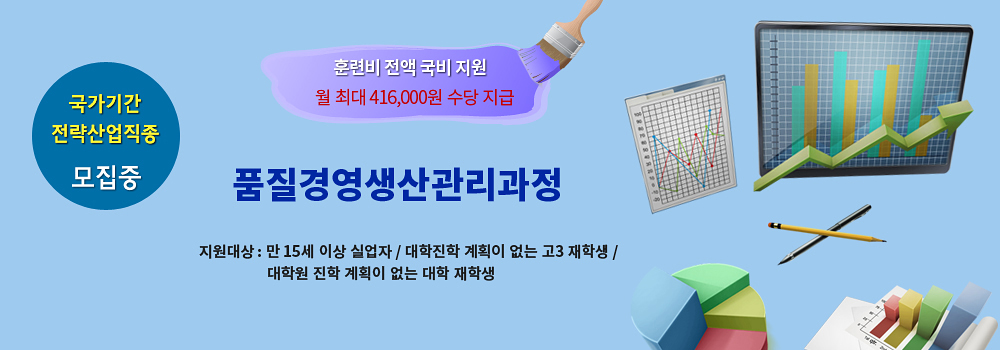 국가기간
전략산업직종
모집중
훈련비 전액 국비 지원
월 최대 416,000원 수당 지급
품질경영생산관리과정
지원대상 : 만 15세 이상 실업자 / 대학진학 계획이 없는 고3 재학생 /
대학원 진학 계획이 없는 대학 재학생